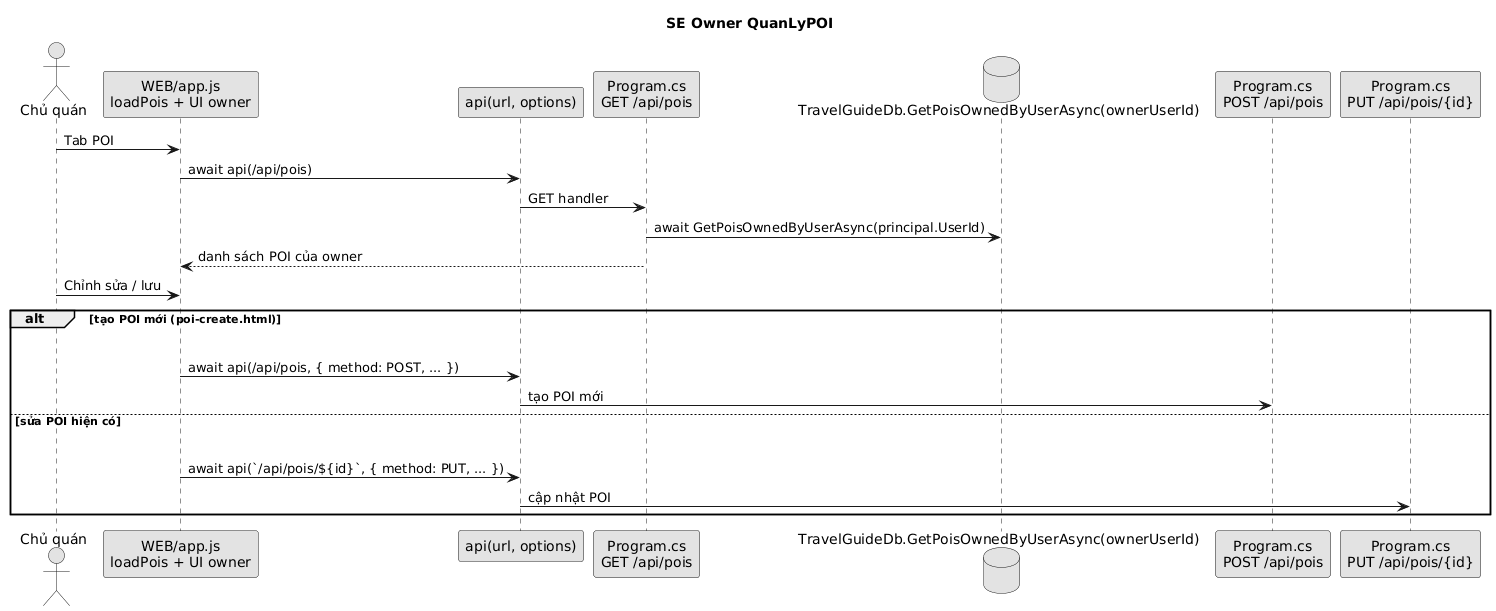 SE Owner QuanLyPOI
Chủ quán
WEB/app.js
loadPois + UI owner
api(url, options)
Program.cs
GET /api/pois
TravelGuideDb.GetPoisOwnedByUserAsync(ownerUserId)
Program.cs
POST /api/pois
Program.cs
PUT /api/pois/{id}
Tab POI
await api(/api/pois)
GET handler
await GetPoisOwnedByUserAsync(principal.UserId)
danh sách POI của owner
Chỉnh sửa / lưu
alt [tạo POI mới (poi-create.html)]
await api(/api/pois, { method: POST, ... })
tạo POI mới
[sửa POI hiện có]
await api(`/api/pois/${id}`, { method: PUT, ... })
cập nhật POI
Chủ quán
WEB/app.js
loadPois + UI owner
api(url, options)
Program.cs
GET /api/pois
TravelGuideDb.GetPoisOwnedByUserAsync(ownerUserId)
Program.cs
POST /api/pois
Program.cs
PUT /api/pois/{id}